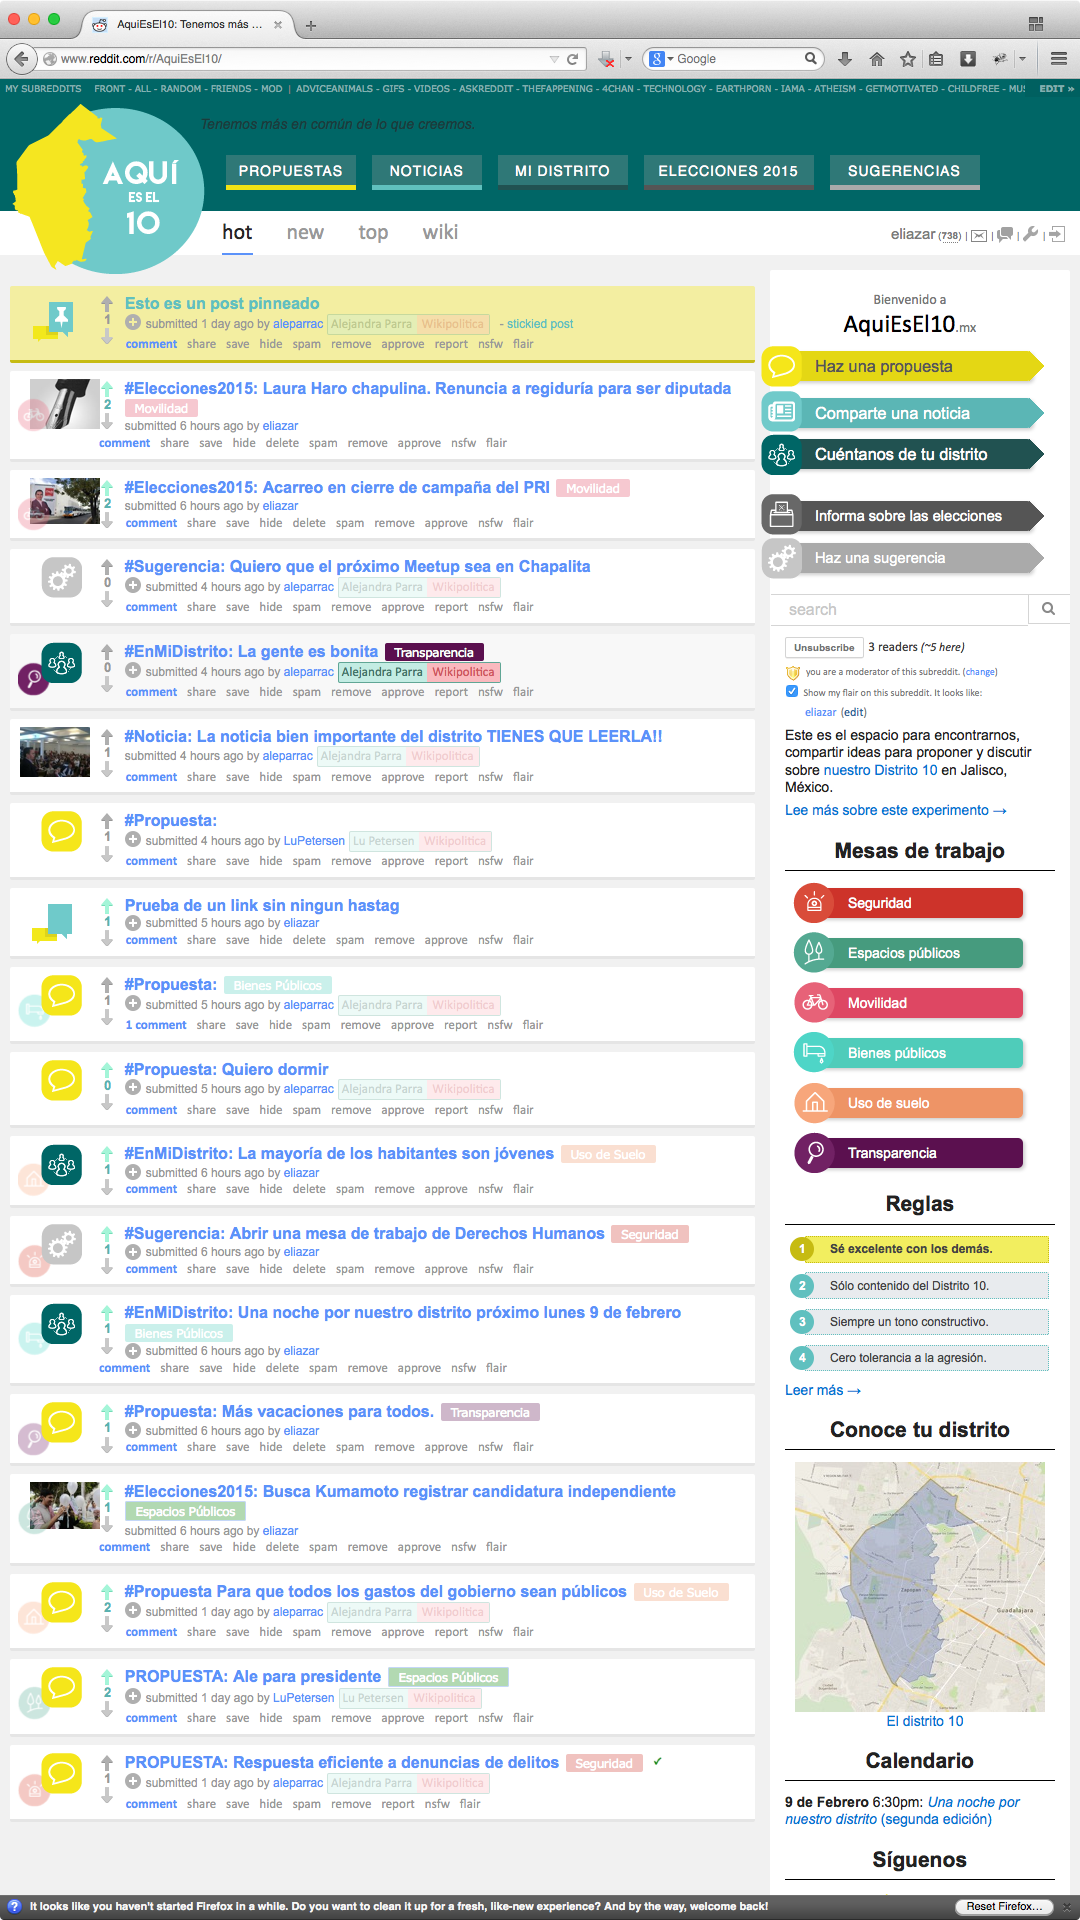 AquiEsEl10: Tenemos más ...
www.reddit.com/r/AquiEsEl10/
Google
MY SUBREDDITS FRONT - ALL - RANDOM - FRIENDS - MOD | ADVICEANIMALS - GIFS - VIDEOS - ASKREDDIT - THEFAPPENING - 4CHAN - TECHNOLOGY - EARTHPORN - IAMA - ATHEISM - GETMOTIVATED - CHILDFREE - MUS EDIT »
Tenemos más en común de lo que creemos.
AQUÍ
ES EL
10
PROPUESTAS NOTICIAS MI DISTRITO ELECCIONES 2015 SUGERENCIAS
hot new top wiki
eliazar (738) | | | |
Esto es un post pinneado
1
submitted 1 day ago by aleparrac Alejandra Parra Wikipolítica - stickied post
comment share save hide spam remove approve report nsfw flair
#Elecciones2015: Laura Haro chapulina. Renuncia a regiduría para ser diputada
2
Movilidad
submitted 6 hours ago by eliazar
comment share save hide delete spam remove approve nsfw flair
#Elecciones2015: Acarreo en cierre de campaña del PRI Movilidad
2
submitted 6 hours ago by eliazar
comment share save hide delete spam remove approve nsfw flair
#Sugerencia: Quiero que el próximo Meetup sea en Chapalita
0
submitted 4 hours ago by aleparrac Alejandra Parra Wikipolítica
comment share save hide spam remove approve report nsfw flair
#EnMiDistrito: La gente es bonita Transparencia
0
submitted 4 hours ago by aleparrac Alejandra Parra Wikipolítica
comment share save hide spam remove approve report nsfw flair
#Noticia: La noticia bien importante del distrito TIENES QUE LEERLA!!
1
submitted 4 hours ago by aleparrac Alejandra Parra Wikipolítica
comment share save hide spam remove approve report nsfw flair
#Propuesta:
1
submitted 4 hours ago by LuPetersen Lu Petersen Wikipolítica
comment share save hide spam remove approve report nsfw flair
Prueba de un link sin ningun hastag
1
submitted 5 hours ago by eliazar
comment share save hide delete spam remove approve nsfw flair
#Propuesta: Bienes Públicos
1
submitted 5 hours ago by aleparrac Alejandra Parra Wikipolítica
1 comment share save hide spam remove approve report nsfw flair
#Propuesta: Quiero dormir
0
submitted 5 hours ago by aleparrac Alejandra Parra Wikipolítica
comment share save hide spam remove approve report nsfw flair
#EnMiDistrito: La mayoría de los habitantes son jóvenes Uso de Suelo
1
submitted 6 hours ago by eliazar
comment share save hide delete spam remove approve nsfw flair
#Sugerencia: Abrir una mesa de trabajo de Derechos Humanos Seguridad
1
submitted 6 hours ago by eliazar
comment share save hide delete spam remove approve nsfw flair
#EnMiDistrito: Una noche por nuestro distrito próximo lunes 9 de febrero
1
Bienes Públicos
submitted 6 hours ago by eliazar
comment share save hide delete spam remove approve nsfw flair
#Propuesta: Más vacaciones para todos. Transparencia
1
submitted 6 hours ago by eliazar
comment share save hide delete spam remove approve nsfw flair
#Elecciones2015: Busca Kumamoto registrar candidatura independiente
1
Espacios Públicos
submitted 6 hours ago by eliazar
comment share save hide delete spam remove approve nsfw flair
#Propuesta Para que todos los gastos del gobierno sean públicos Uso de Suelo
2
submitted 1 day ago by aleparrac Alejandra Parra Wikipolítica
comment share save hide spam remove approve report nsfw flair
PROPUESTA: Ale para presidente Espacios Públicos
2
submitted 1 day ago by LuPetersen Lu Petersen Wikipolítica
comment share save hide spam remove approve report nsfw flair
PROPUESTA: Respuesta eficiente a denuncias de delitos Seguridad ✓
1
submitted 1 day ago by aleparrac Alejandra Parra Wikipolítica
comment share save hide spam remove report nsfw flair
Bienvenido a
AquiEsEl10.mx
Haz una propuesta
Comparte una noticia
Cuéntanos de tu distrito
Informa sobre las elecciones
Haz una sugerencia
search
Unsubscribe 3 readers (~5 here)
you are a moderator of this subreddit. (change)
Show my flair on this subreddit. It looks like:
eliazar (edit)
Este es el espacio para encontrarnos,
compartir ideas para proponer y discutir
sobre nuestro Distrito 10 en Jalisco,
México.
Lee más sobre este experimento →
Mesas de trabajo
Seguridad
Espacios públicos
Movilidad
Bienes públicos
Uso de suelo
Transparencia
Reglas
1 Sé excelente con los demás.
2 Sólo contenido del Distrito 10.
3 Siempre un tono constructivo.
4 Cero tolerancia a la agresión.
Leer más →
Conoce tu distrito
Zapopan
Guadalajara
El distrito 10
Calendario
9 de Febrero 6:30pm: Una noche por
nuestro distrito (segunda edición)
Síguenos
? It looks like you haven't started Firefox in a while. Do you want to clean it up for a fresh, like-new experience? And by the way, welcome back! Reset Firefox...